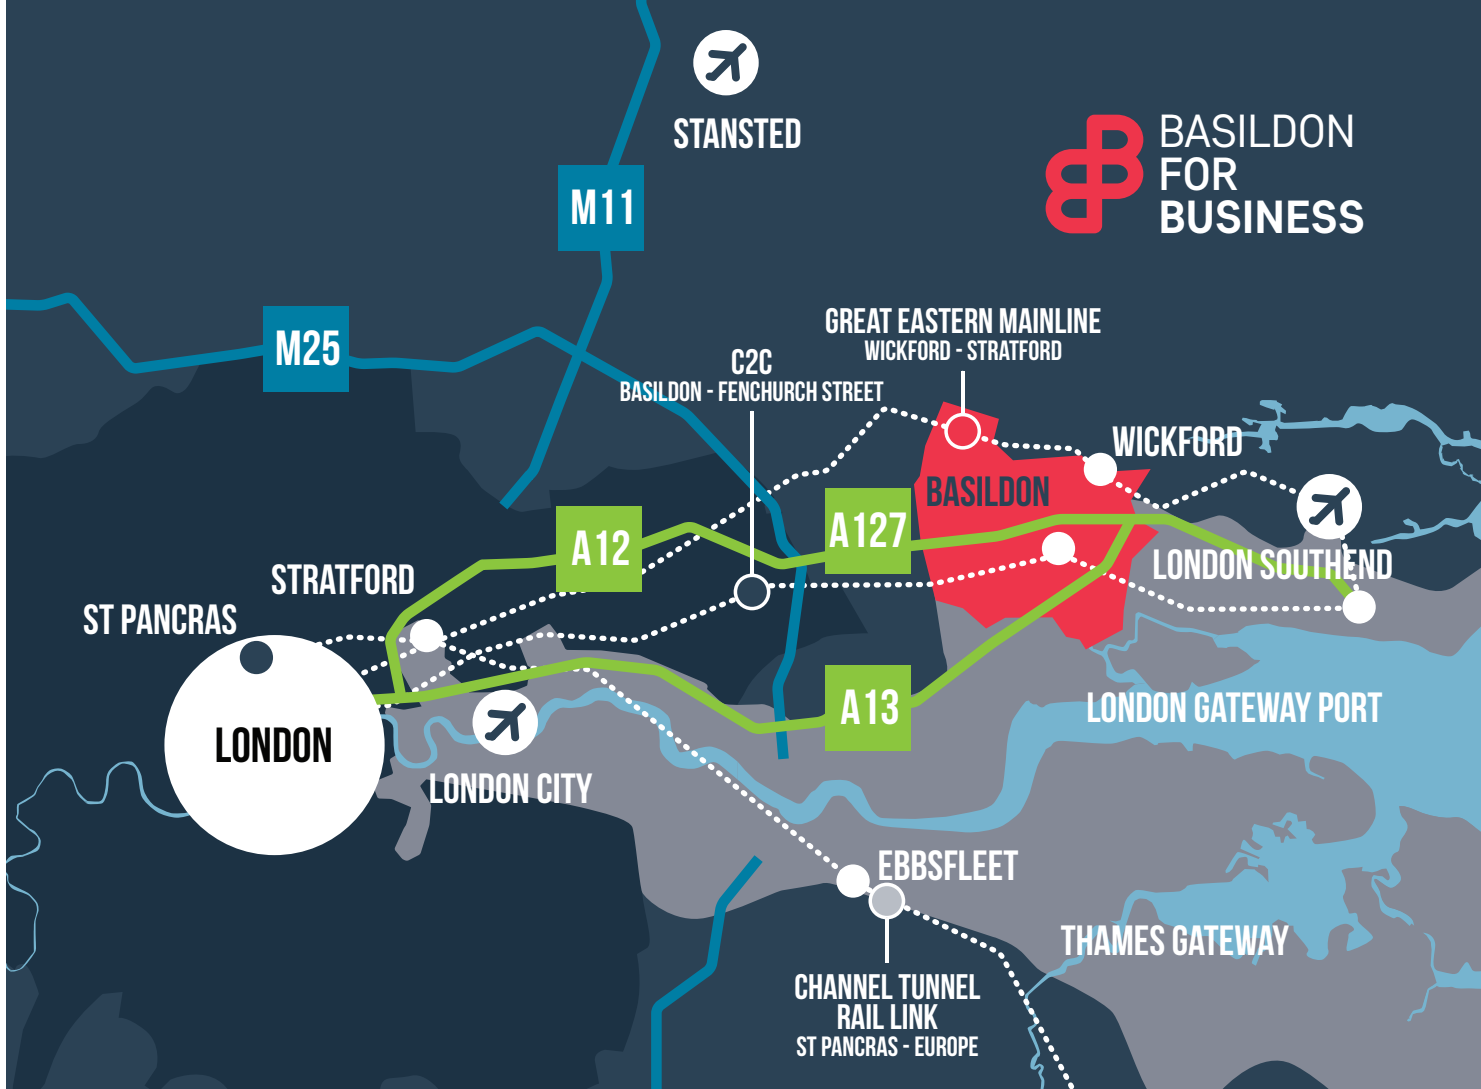 STANSTED
BASILDON
FOR
BUSINESS
M11
M25
GREAT EASTERN MAINLINE
WICKFORD - STRATFORD
C2C
BASILDON - FENCHURCH STREET
WICKFORD
BASILDON
A127
A12
LONDON SOUTHEND
STRATFORD
ST PANCRAS
LONDON GATEWAY PORT
A13
LONDON
LONDON CITY
EBBSFLEET
THAMES GATEWAY
CHANNEL TUNNEL
RAIL LINK
ST PANCRAS - EUROPE